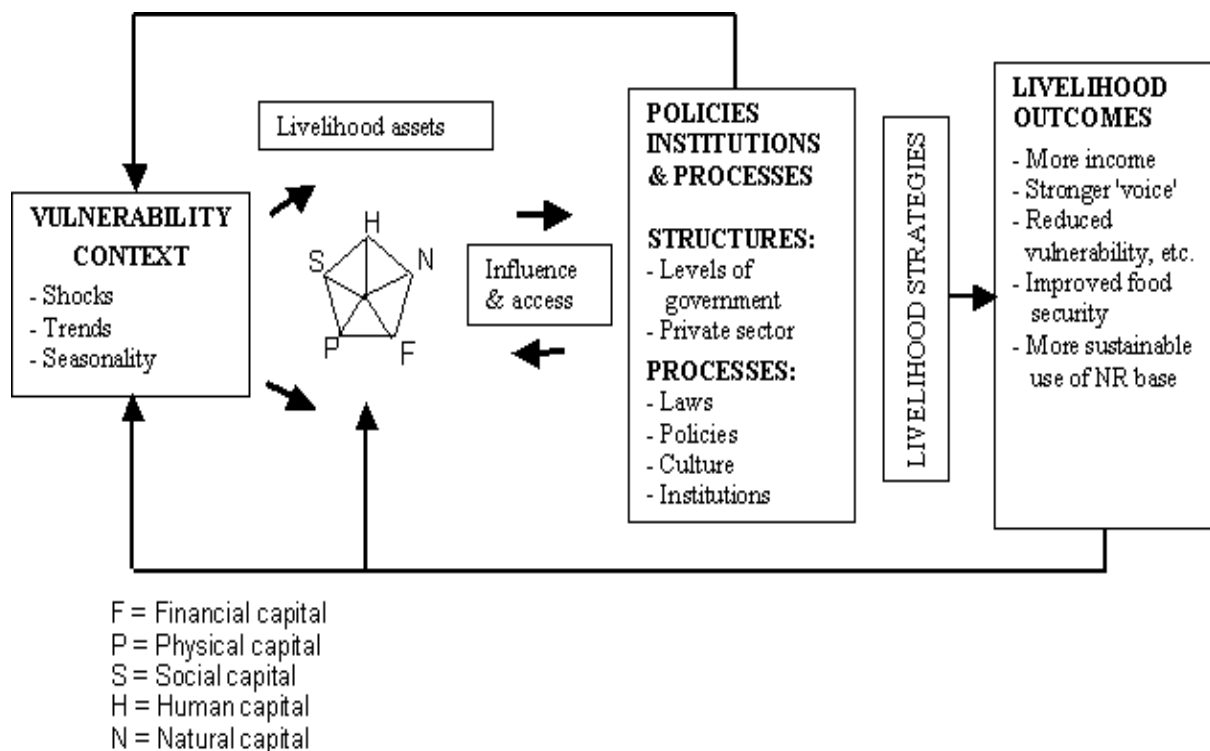 Livelihood assets
VULNERABILITY
CONTEXT
- Shocks
- Trends
- Seasonality
H
S
N
P
F
Influence
& access
POLICIES
INSTITUTIONS
& PROCESSES
STRUCTURES:
- Levels of
government
- Private sector
PROCESSES:
- Laws
- Policies
- Culture
- Institutions
LIVELIHOOD STRATEGIES
LIVELIHOOD
OUTCOMES
- More income
- Stronger 'voice'
- Reduced
vulnerability, etc.
- Improved food
security
- More sustainable
use of NR base
F = Financial capital
P = Physical capital
S = Social capital
H = Human capital
N = Natural capital